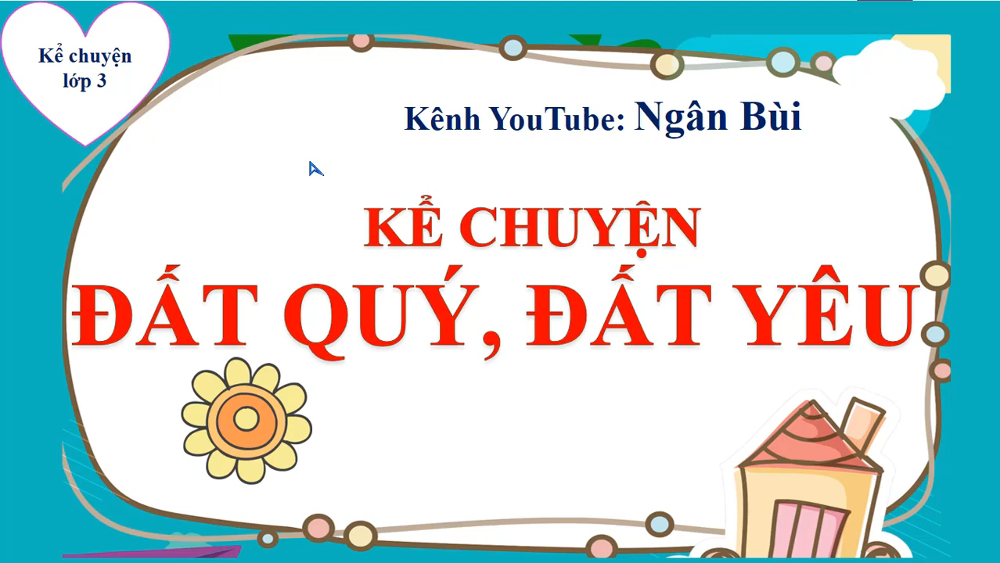 Kể chuyện
lớp 3
Kênh YouTube: Ngân Bùi
KỂ CHUYỆN
ĐẤT QUÝ, ĐẤT YÊU